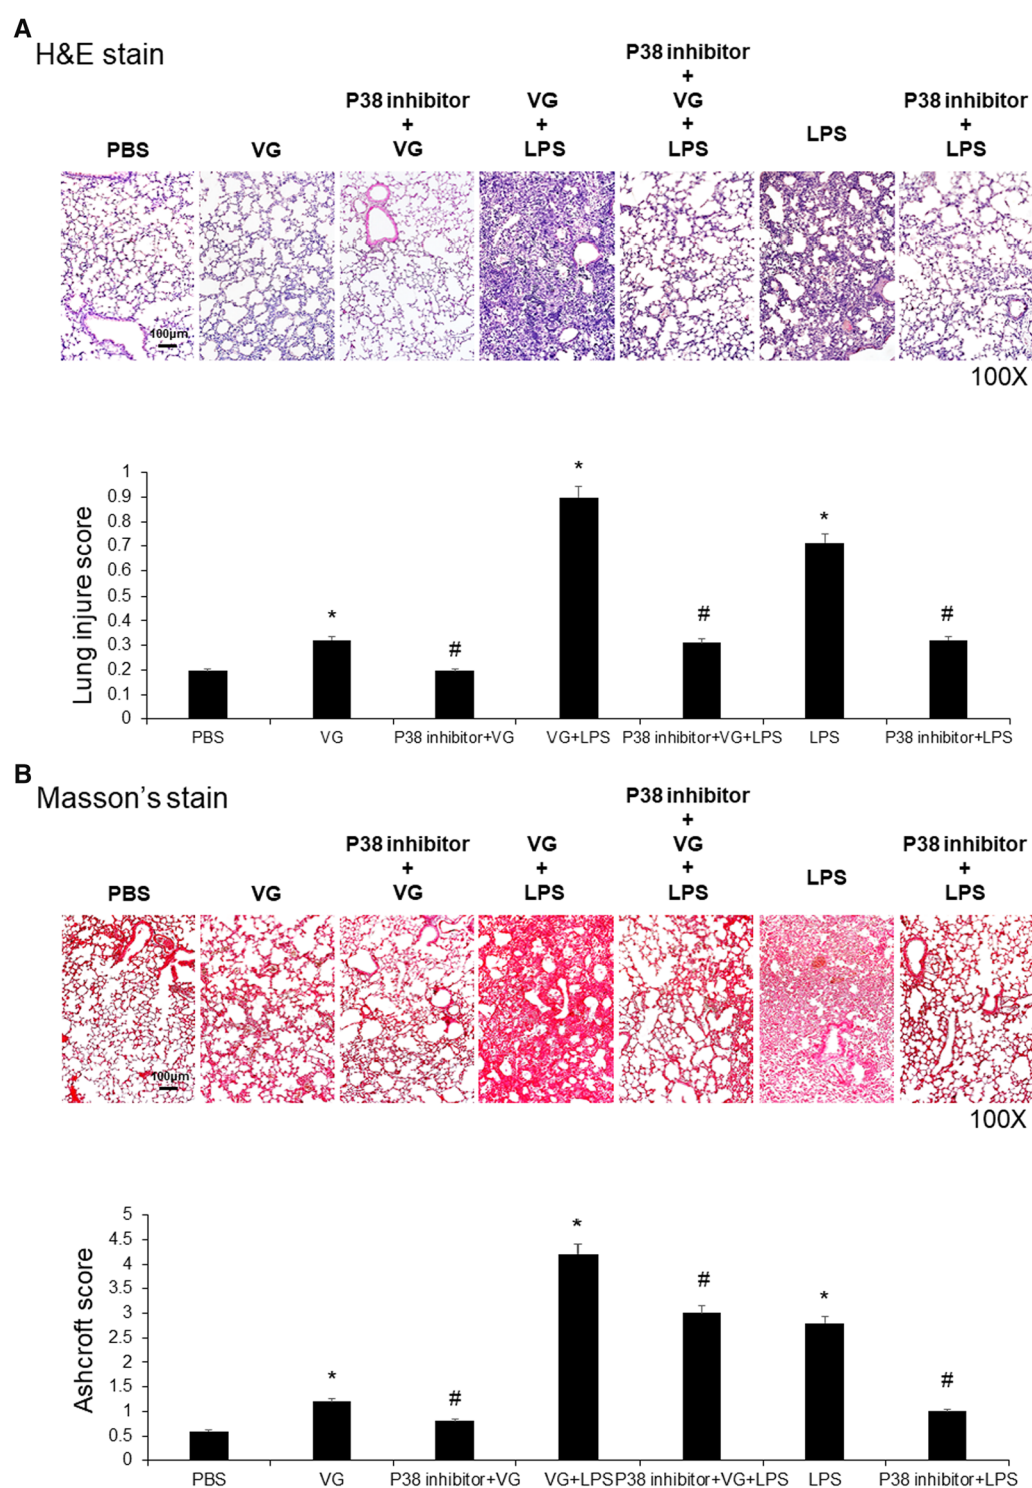 A
H&E stain
PBS
VG
P38 inhibitor
+
VG
VG
+
LPS
P38 inhibitor
+
VG
+
LPS
LPS
P38 inhibitor
+
LPS
100μm
100X
Lung injure score
1
0.9
0.8
0.7
0.6
0.5
0.4
0.3
0.2
0.1
0
*
#
*
#
*
#
PBS
VG
P38 inhibitor+VG
VG+LPS
P38 inhibitor+VG+LPS
LPS
P38 inhibitor+LPS
B
Masson's stain
PBS
VG
P38 inhibitor
+
VG
VG
+
LPS
P38 inhibitor
+
VG
+
LPS
LPS
P38 inhibitor
+
LPS
100μm
100X
Ashcroft score
5
4.5
4
3.5
3
2.5
2
1.5
1
0.5
0
*
#
*
#
*
#
PBS
VG
P38 inhibitor+VG
VG+LPS
P38 inhibitor+VG+LPS
LPS
P38 inhibitor+LPS